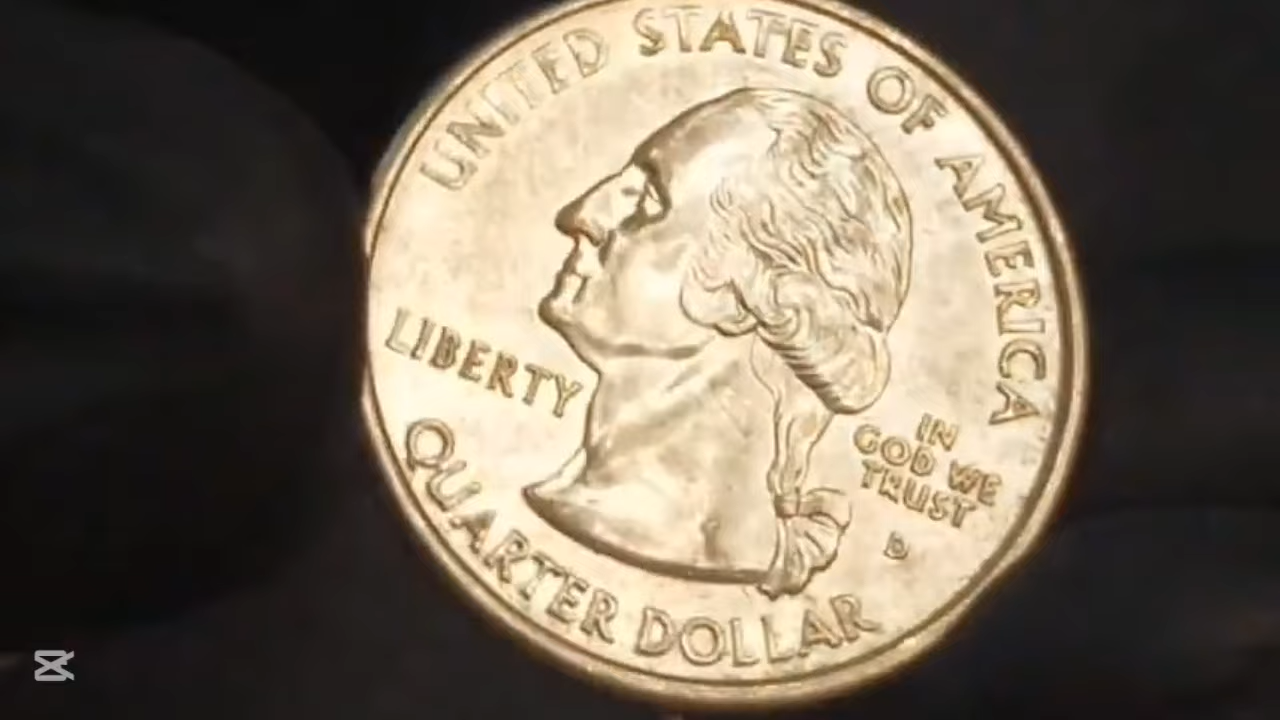 UNITED STATES OF AMERICA
LIBERTY
IN
GOD WE
TRUST
D
QUARTER DOLLAR